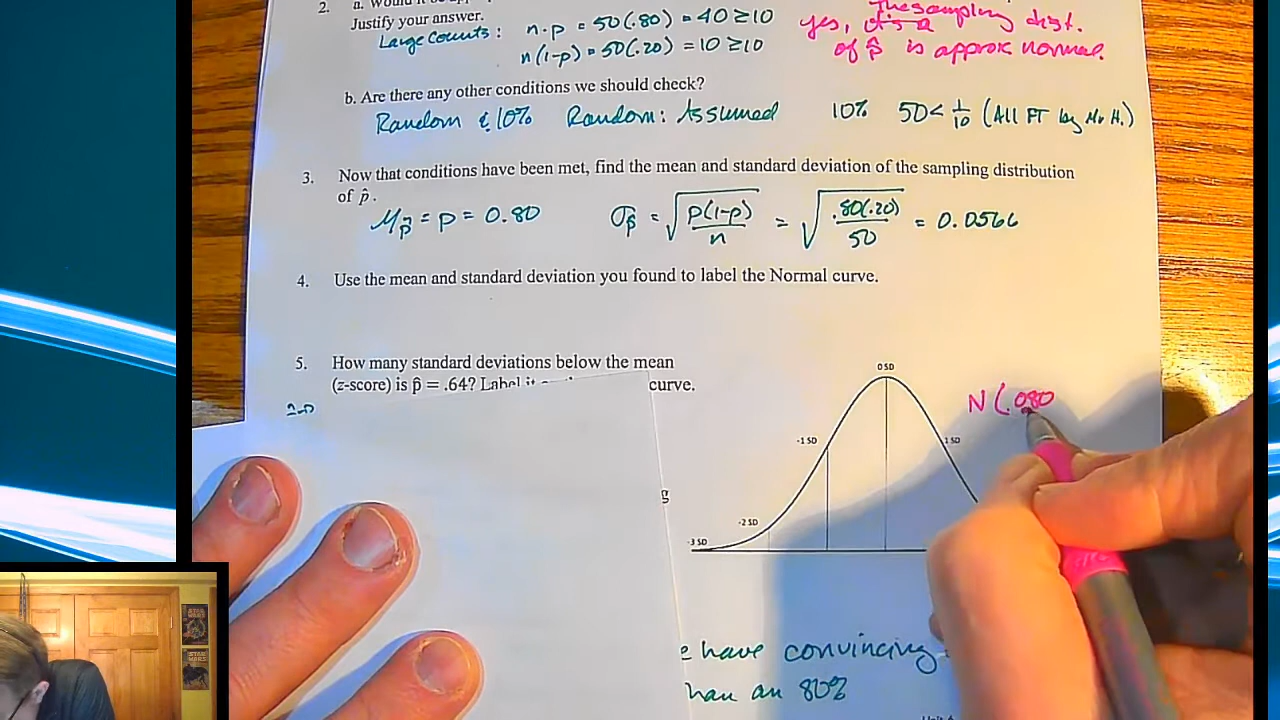 2. a. Would it be
Justify your answer.
Large Counts: n·p = 50(.80) = 40 ≥ 10
n(1-p) = 50(.20) = 10 ≥ 10
yes, The sampling dist.
of p̂ is approx normal.
b. Are there any other conditions we should check?
Random & 10% Random: Assumed 10% 50 < 1/10 (All FT by Mr H.)
3. Now that conditions have been met, find the mean and standard deviation of the sampling distribution
of p̂.
μp̂ = p = 0.80 σp̂ = √(p(1-p)/n) = √(.80(.20)/50) = 0.0566
4. Use the mean and standard deviation you found to label the Normal curve.
5. How many standard deviations below the mean
(z-score) is p̂ = .64? Label it curve.
0 SD
N(.080
-1 SD
1 SD
g
-2 SD
-3 SD
e have convincing
han an 80%